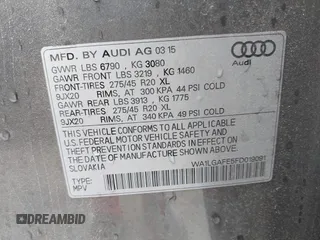 MFD. BY AUDI AG 03 15
GVWR LBS 6790 , KG 3080
GAWR FRONT LBS 3219 , KG 1460
FRONT-TIRES 275/45 R20 XL
9JX20 RIMS, AT 300 KPA 44 PSI COLD
GAWR REAR LBS 3913 , KG 1775
REAR-TIRES 275/45 R20 XL
9JX20 RIMS, AT 340 KPA 49 PSI COLD
THIS VEHICLE CONFORMS TO ALL APPLICABLE
U.S. FEDERAL MOTOR VEHICLE SAFETY
STANDARDS IN EFFECT ON THE DATE OF
MANUFACTURE SHOWN ABOVE.
SLOVAKIA
TYPE:
MPV
Audi
BIDFAX
DREAMBID